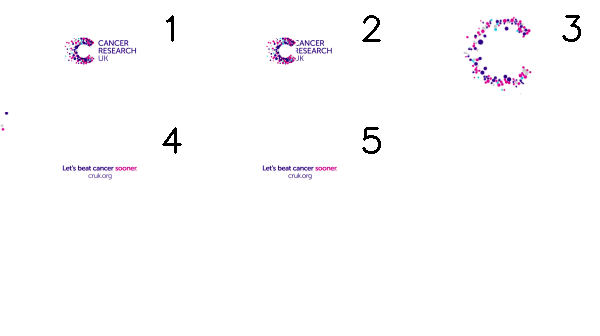 1
CANCER
RESEARCH
UK
2
CANCER
RESEARCH
UK
3
4
Let's beat cancer sooner.
cruk.org
5
Let's beat cancer sooner.
cruk.org